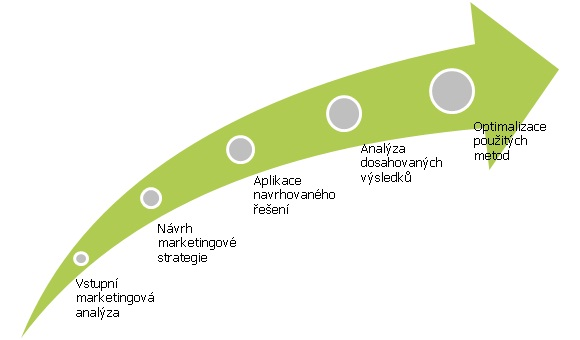 Vstupní
marketingová
analýza
Návrh
marketingové
strategie
Aplikace
navrhovaného
řešení
Analýza
dosahovaných
výsledků
Optimalizace
použitých
metod